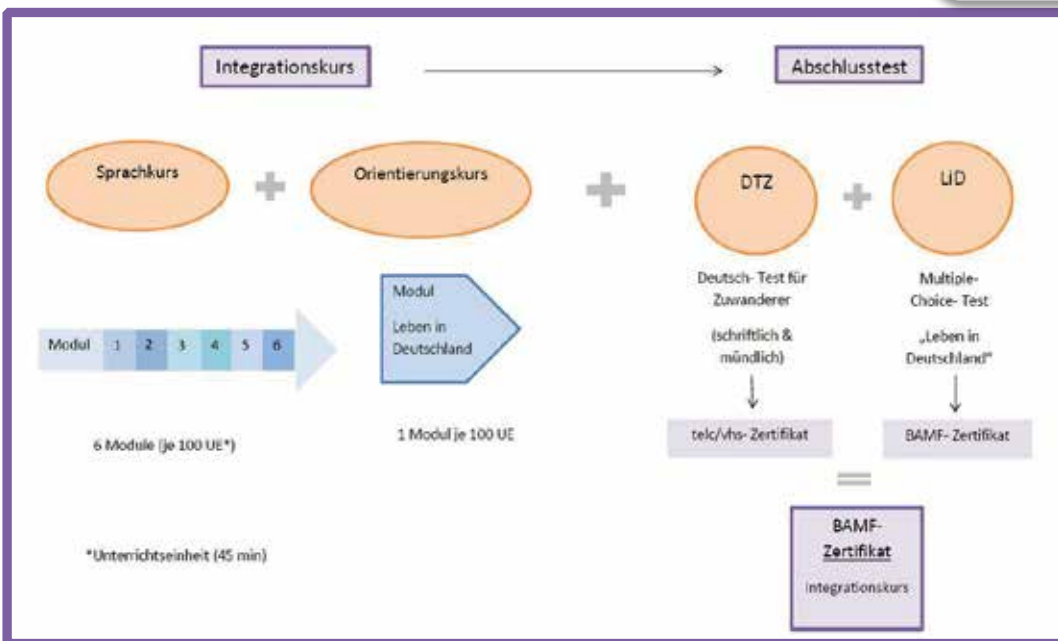 Integrationskurs
Abschlusstest
Sprachkurs
Orientierungskurs
DTZ
LiD
Modul 1 2 3 4 5 6
6 Module (je 100 UE*)
Modul
Leben in
Deutschland
1 Modul je 100 UE
Deutsch- Test für
Zuwanderer
(schriftlich &
mündlich)
telc/vhs- Zertifikat
Multiple-
Choice- Test
„Leben in
Deutschland“
BAMF- Zertifikat
BAMF-
Zertifikat
Integrationskurs
*Unterrichtseinheit (45 min)